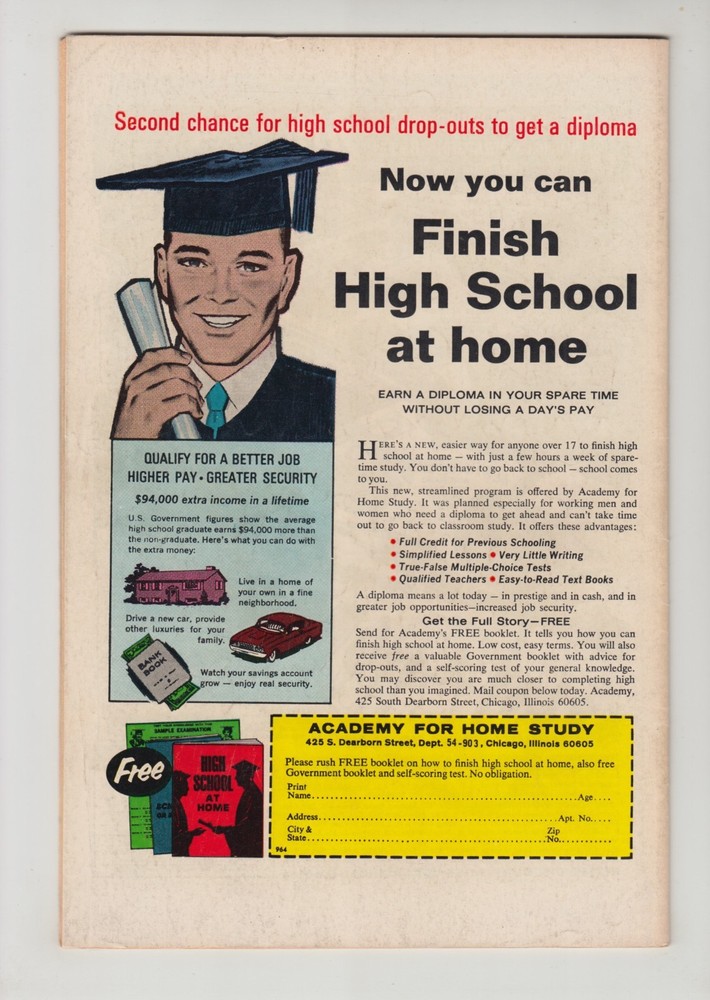 Second chance for high school drop-outs to get a diploma
Now you can
Finish
High School
at home
EARN A DIPLOMA IN YOUR SPARE TIME
WITHOUT LOSING A DAY'S PAY
QUALIFY FOR A BETTER JOB
HIGHER PAY • GREATER SECURITY
$94,000 extra income in a lifetime
U.S. Government figures show the average
high school graduate earns $94,000 more than
the non-graduate. Here's what you can do with
the extra money:
Live in a home of
your own in a fine
neighborhood.
Drive a new car, provide
other luxuries for your
family.
BANK
BOOK
Watch your savings account
grow — enjoy real security.
HERE'S A NEW, easier way for anyone over 17 to finish high
school at home — with just a few hours a week of spare-
time study. You don't have to go back to school — school comes
to you.
This new, streamlined program is offered by Academy for
Home Study. It was planned especially for working men and
women who need a diploma to get ahead and can't take time
out to go back to classroom study. It offers these advantages:
• Full Credit for Previous Schooling
• Simplified Lessons • Very Little Writing
• True-False Multiple-Choice Tests
• Qualified Teachers • Easy-to-Read Text Books
A diploma means a lot today — in prestige and in cash, and in
greater job opportunities—increased job security.
Get the Full Story—FREE
Send for Academy's FREE booklet. It tells you how you can
finish high school at home. Low cost, easy terms. You will also
receive free a valuable Government booklet with advice for
drop-outs, and a self-scoring test of your general knowledge.
You may discover you are much closer to completing high
school than you imagined. Mail coupon below today. Academy,
425 South Dearborn Street, Chicago, Illinois 60605.
SAMPLE EXAMINATION
Free
HIGH
SCHOOL
AT
HOME
ACADEMY FOR HOME STUDY
425 S. Dearborn Street, Dept. 54-903, Chicago, Illinois 60605
Please rush FREE booklet on how to finish high school at home, also free
Government booklet and self-scoring test. No obligation.
Print
Name..........Age....
Address..........Apt. No.....
City & Zip
State..........No..........
964